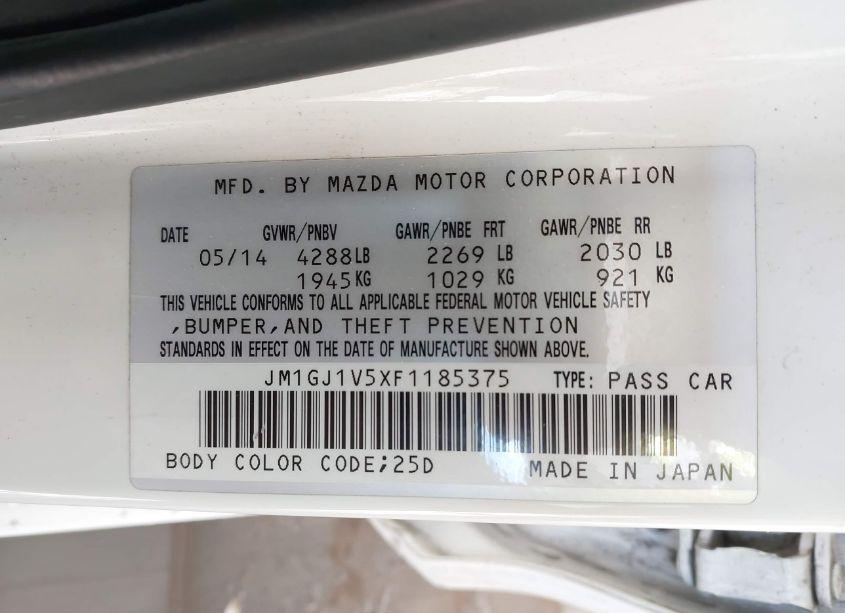 MFD. BY MAZDA MOTOR CORPORATION
DATE GVWR/PNBV GAWR/PNBE FRT GAWR/PNBE RR
05/14 4288LB 2269 LB 2030 LB
1945KG 1029 KG 921 KG
THIS VEHICLE CONFORMS TO ALL APPLICABLE FEDERAL MOTOR VEHICLE SAFETY
,BUMPER,AND THEFT PREVENTION
STANDARDS IN EFFECT ON THE DATE OF MANUFACTURE SHOWN ABOVE.
JM1GJ1V5XF1185375 TYPE: PASS CAR
BODY COLOR CODE;25D MADE IN JAPAN